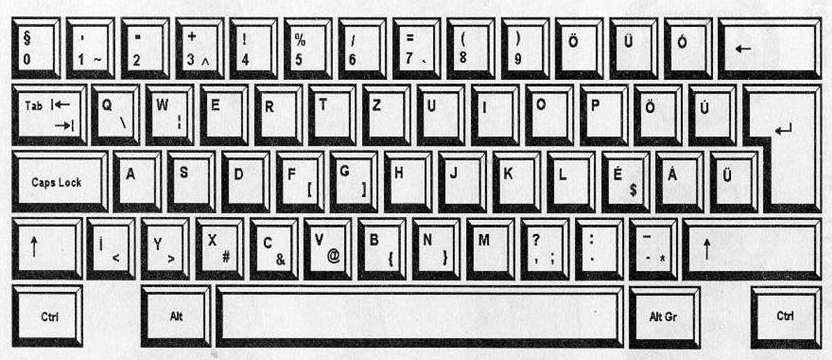 § ' " + ! % / = ( ) Ö Ü Ó ←
0 1 ~ 2 3 ^ 4 5 6 7 ` 8 9
Tab |← Q W E R T Z U I O P Ő Ú ↵
→| \ ¦
Caps Lock A S D F G H J K L É Á Ű
[ ] $
↑ Í Y X C V B N M ? : – ↑
< > # & @ { } , ; . - *
Ctrl Alt Alt Gr Ctrl